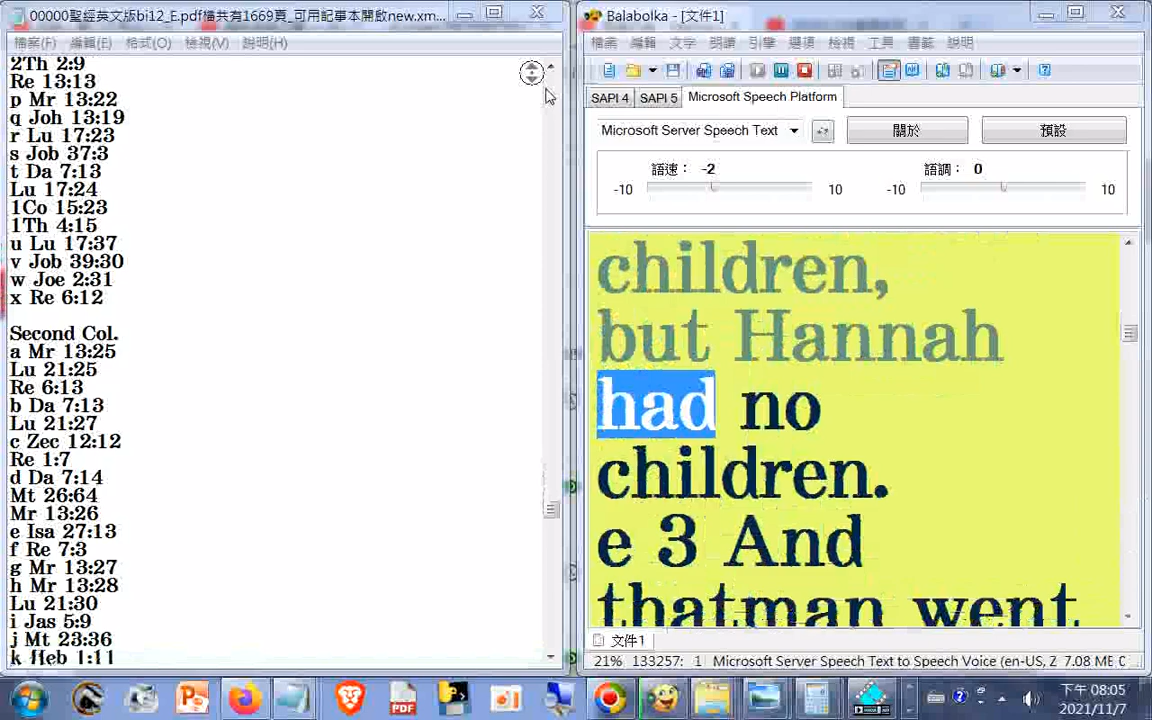 00000聖經英文版bi12_E.pdf檔共有1669頁_可用記事本開啟new.xm...
檔案(F) 編輯(E) 格式(O) 檢視(V) 說明(H)
2Th 2:9
Re 13:13
p Mr 13:22
q Joh 13:19
r Lu 17:23
s Job 37:3
t Da 7:13
Lu 17:24
1Co 15:23
1Th 4:15
u Lu 17:37
v Job 39:30
w Joe 2:31
x Re 6:12
Second Col.
a Mr 13:25
Lu 21:25
Re 6:13
b Da 7:13
Lu 21:27
c Zec 12:12
Re 1:7
d Da 7:14
Mt 26:64
Mr 13:26
e Isa 27:13
f Re 7:3
g Mr 13:27
h Mr 13:28
Lu 21:30
i Jas 5:9
j Mt 23:36
k Heb 1:11
Balabolka - [文件1]
檔案 編輯 文字 朗讀 引擎 選項 檢視 工具 書籤 說明
SAPI 4 SAPI 5 Microsoft Speech Platform
Microsoft Server Speech Text 關於 預設
語速： -2 語調： 0
-10 10 -10 10
children,
but Hannah
had no
children.
e 3 And
thatman went
文件1
21% 133257: 1 Microsoft Server Speech Text to Speech Voice (en-US, Z 7.08 ME
PDF
下午 08:05
2021/11/7